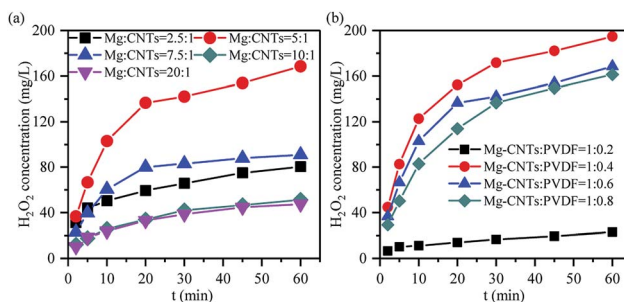 (a)
Mg:CNTs=2.5:1 Mg:CNTs=5:1
Mg:CNTs=7.5:1 Mg:CNTs=10:1
Mg:CNTs=20:1
H₂O₂ concentration (mg/L)
200
160
120
80
40
0
0 10 20 30 40 50 60
t (min)
(b)
H₂O₂ concentration (mg/L)
200
160
120
80
40
0
Mg-CNTs:PVDF=1:0.2
Mg-CNTs:PVDF=1:0.4
Mg-CNTs:PVDF=1:0.6
Mg-CNTs:PVDF=1:0.8
0 10 20 30 40 50 60
t (min)